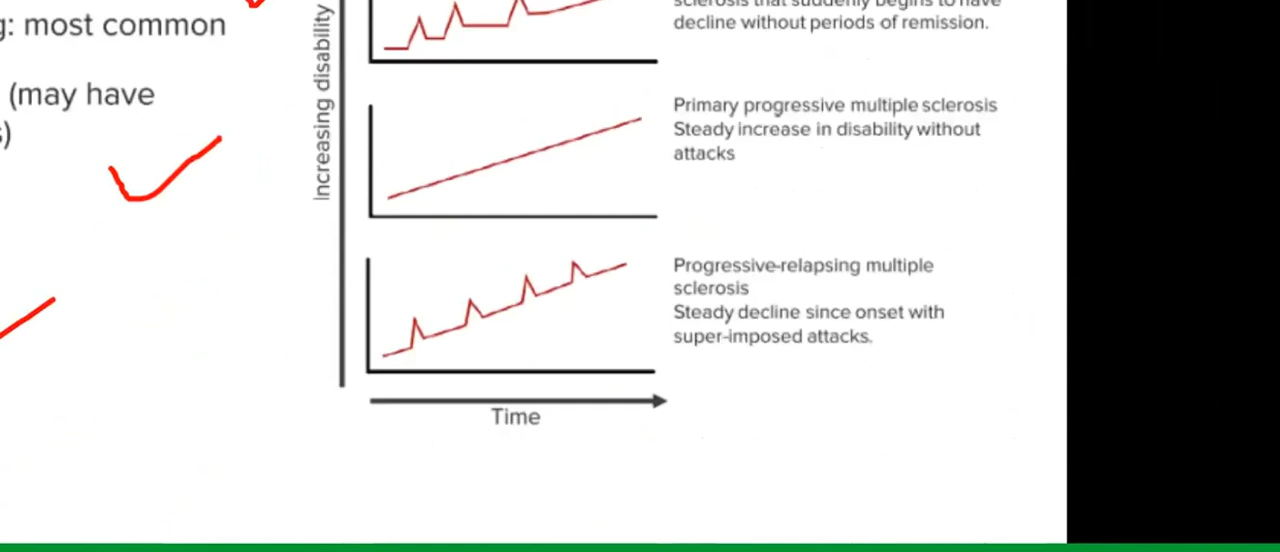 g: most common
(may have
s)
Increasing disability
sclerosis that suddenly begins to have
decline without periods of remission.
Primary progressive multiple sclerosis
Steady increase in disability without
attacks
Progressive-relapsing multiple
sclerosis
Steady decline since onset with
super-imposed attacks.
Time